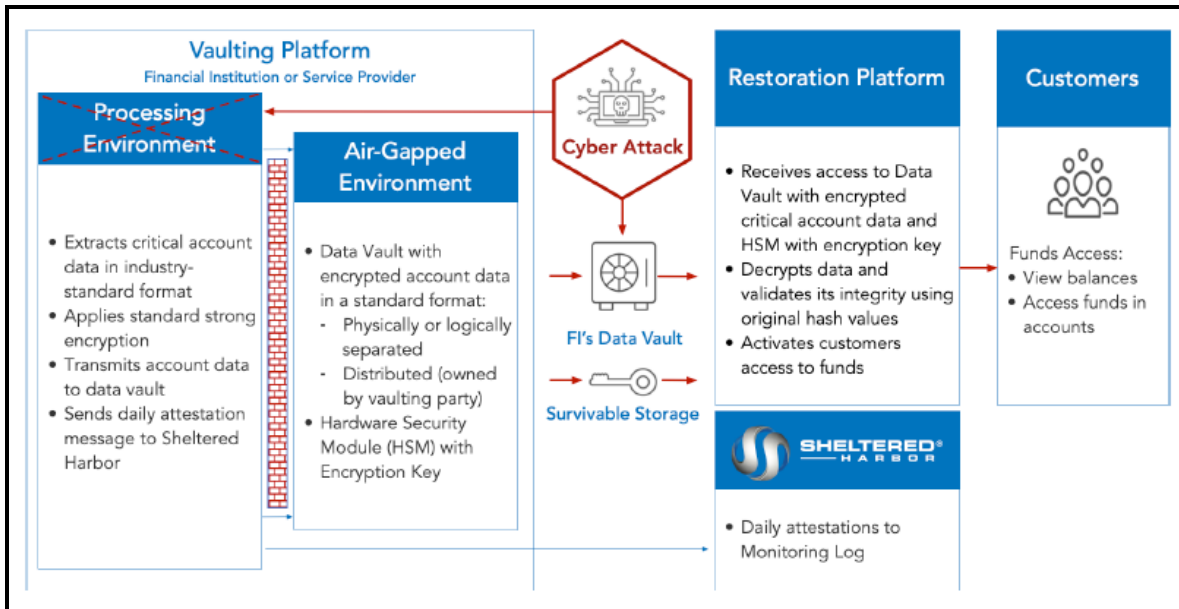 Vaulting Platform
Financial Institution or Service Provider
Processing
Environment
• Extracts critical account
data in industry-
standard format
• Applies standard strong
encryption
• Transmits account data
to data vault
• Sends daily attestation
message to Sheltered
Harbor
Air-Gapped
Environment
• Data Vault with
encrypted account data
in a standard format:
- Physically or logically
separated
- Distributed (owned
by vaulting party)
• Hardware Security
Module (HSM) with
Encryption Key
Cyber Attack
FI's Data Vault
Survivable Storage
Restoration Platform
• Receives access to Data
Vault with encrypted
critical account data and
HSM with encryption key
• Decrypts data and
validates its integrity using
original hash values
• Activates customers
access to funds
SHELTERED®
HARBOR
• Daily attestations to
Monitoring Log
Customers
Funds Access:
• View balances
• Access funds in
accounts